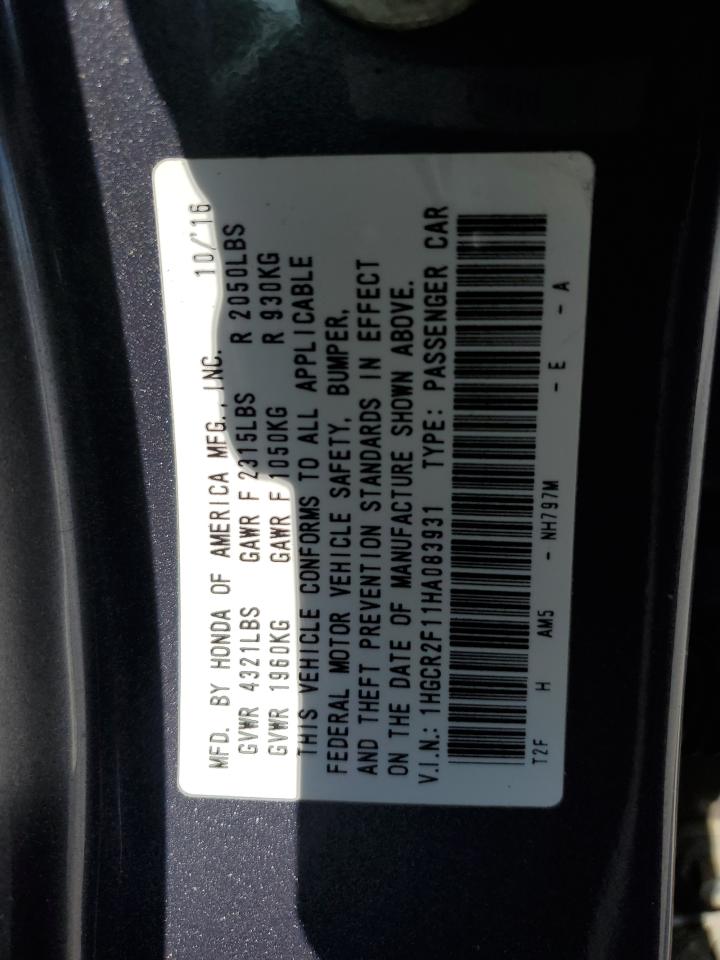 MFD. BY HONDA OF AMERICA MFG., INC. 10/'16
GVWR 4321LBS GAWR F 2315LBS R 2050LBS
GVWR 1960KG GAWR F 1050KG R 930KG
THIS VEHICLE CONFORMS TO ALL APPLICABLE
FEDERAL MOTOR VEHICLE SAFETY, BUMPER,
AND THEFT PREVENTION STANDARDS IN EFFECT
ON THE DATE OF MANUFACTURE SHOWN ABOVE.
V.I.N.: 1HGCR2F11HA083931 TYPE: PASSENGER CAR
T2F H AM5 - NH797M - E - A